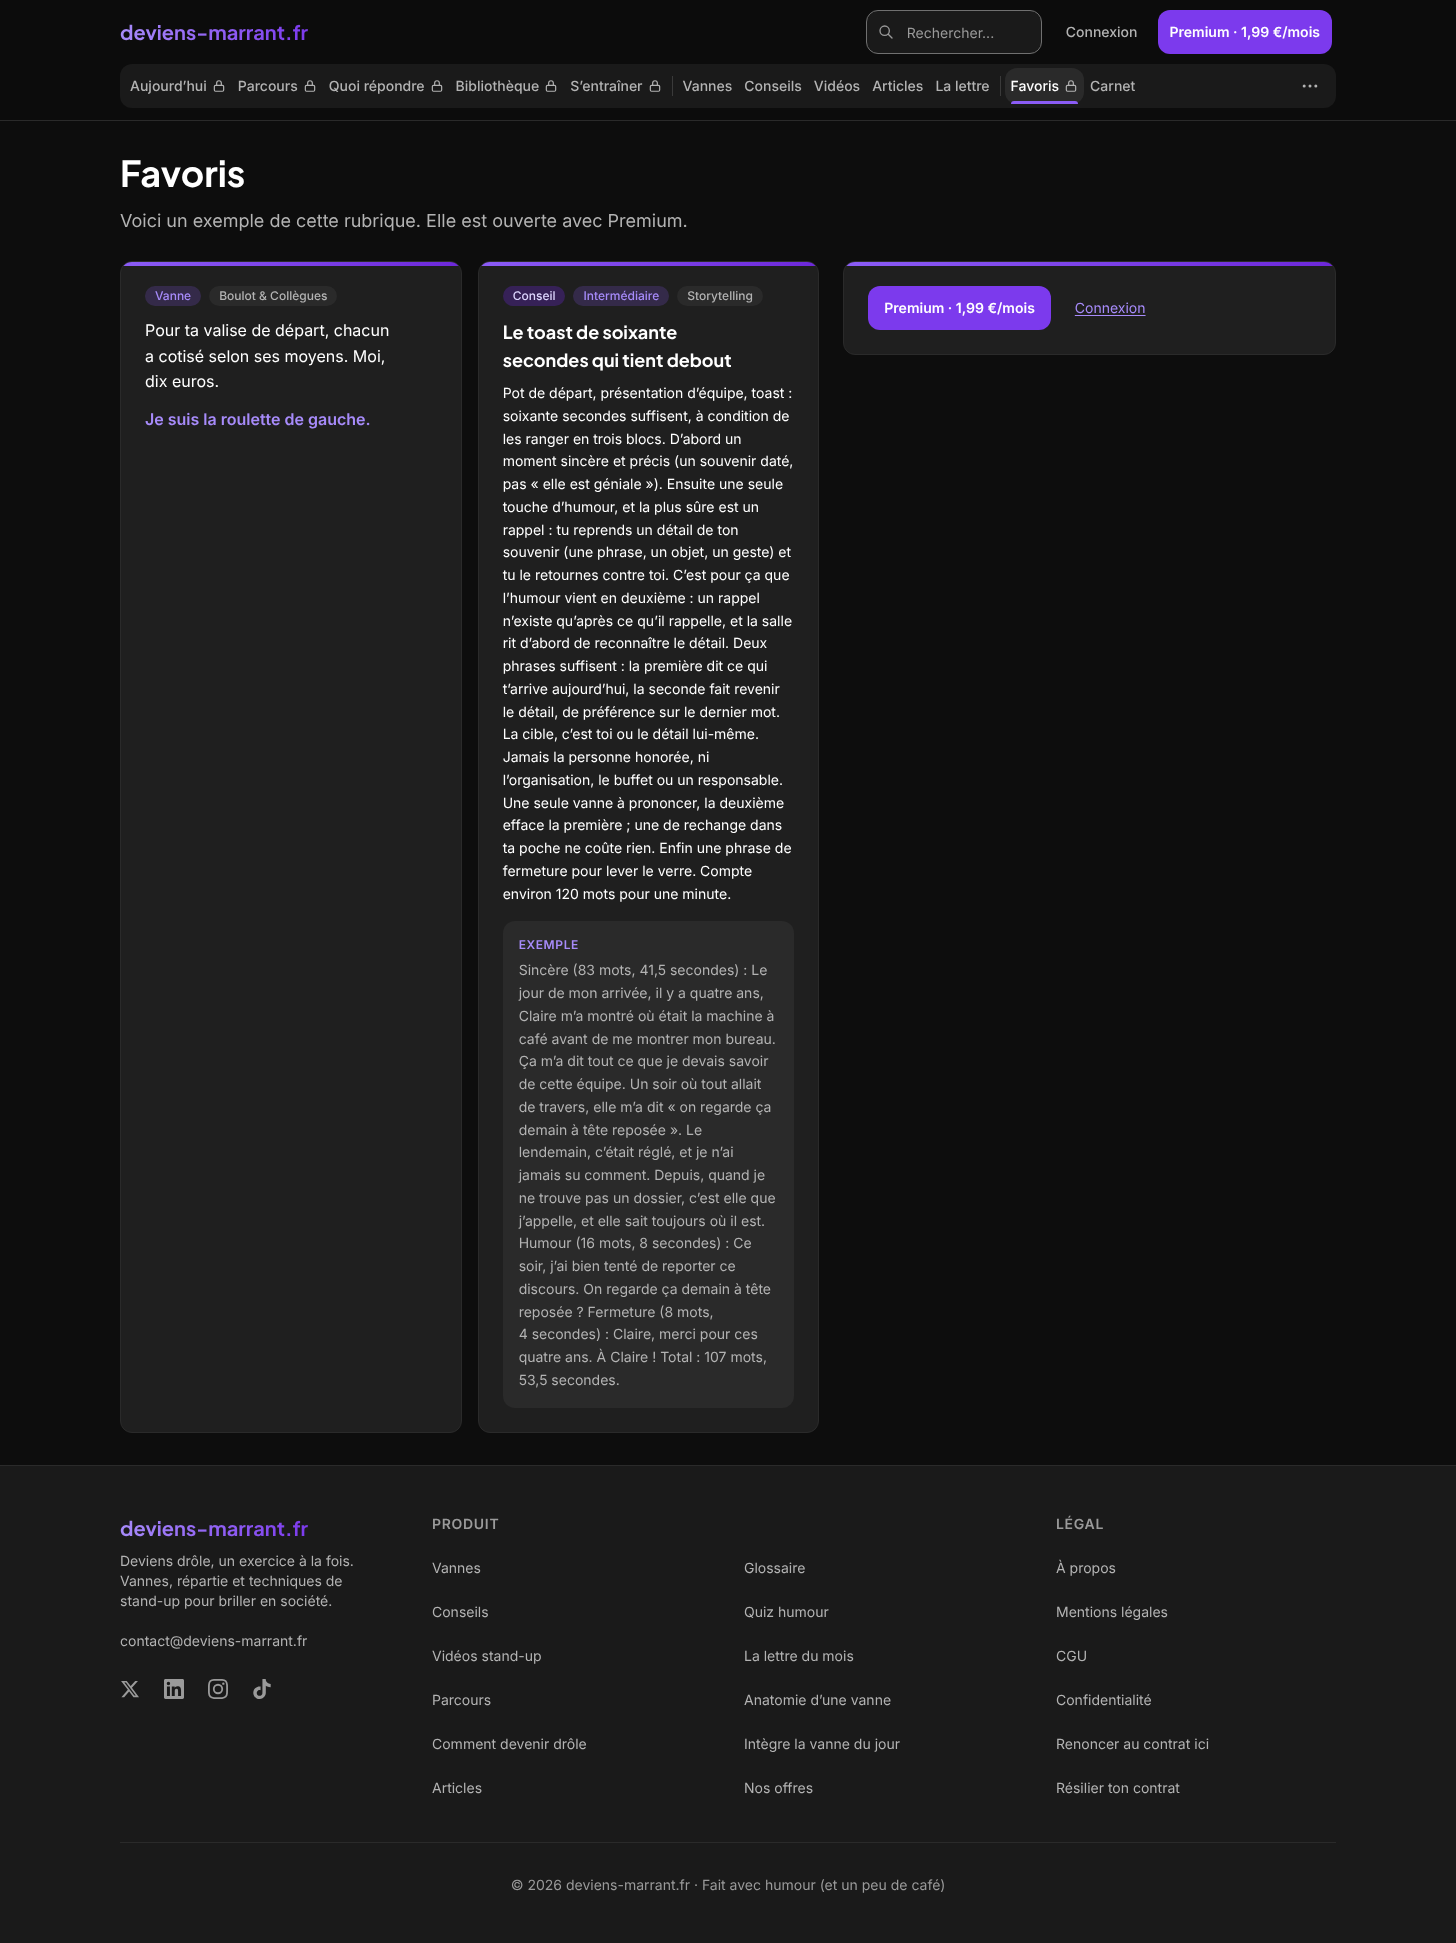 deviens-marrant.fr
Rechercher...
Connexion
Premium · 1,99 €/mois
Aujourd’hui
Parcours
Quoi répondre
Bibliothèque
S’entraîner
Vannes
Conseils
Vidéos
Articles
La lettre
Favoris
Carnet
Favoris
Voici un exemple de cette rubrique. Elle est ouverte avec Premium.
Vanne
Boulot & Collègues
Pour ta valise de départ, chacun
a cotisé selon ses moyens. Moi,
dix euros.
Je suis la roulette de gauche.
Conseil
Intermédiaire
Storytelling
Le toast de soixante
secondes qui tient debout
Pot de départ, présentation d’équipe, toast :
soixante secondes suffisent, à condition de
les ranger en trois blocs. D’abord un
moment sincère et précis (un souvenir daté,
pas « elle est géniale »). Ensuite une seule
touche d’humour, et la plus sûre est un
rappel : tu reprends un détail de ton
souvenir (une phrase, un objet, un geste) et
tu le retournes contre toi. C’est pour ça que
l’humour vient en deuxième : un rappel
n’existe qu’après ce qu’il rappelle, et la salle
rit d’abord de reconnaître le détail. Deux
phrases suffisent : la première dit ce qui
t’arrive aujourd’hui, la seconde fait revenir
le détail, de préférence sur le dernier mot.
La cible, c’est toi ou le détail lui-même.
Jamais la personne honorée, ni
l’organisation, le buffet ou un responsable.
Une seule vanne à prononcer, la deuxième
efface la première ; une de rechange dans
ta poche ne coûte rien. Enfin une phrase de
fermeture pour lever le verre. Compte
environ 120 mots pour une minute.
EXEMPLE
Sincère (83 mots, 41,5 secondes) : Le
jour de mon arrivée, il y a quatre ans,
Claire m’a montré où était la machine à
café avant de me montrer mon bureau.
Ça m’a dit tout ce que je devais savoir
de cette équipe. Un soir où tout allait
de travers, elle m’a dit « on regarde ça
demain à tête reposée ». Le
lendemain, c’était réglé, et je n’ai
jamais su comment. Depuis, quand je
ne trouve pas un dossier, c’est elle que
j’appelle, et elle sait toujours où il est.
Humour (16 mots, 8 secondes) : Ce
soir, j’ai bien tenté de reporter ce
discours. On regarde ça demain à tête
reposée ? Fermeture (8 mots,
4 secondes) : Claire, merci pour ces
quatre ans. À Claire ! Total : 107 mots,
53,5 secondes.
Premium · 1,99 €/mois
Connexion
deviens-marrant.fr
Deviens drôle, un exercice à la fois.
Vannes, répartie et techniques de
stand-up pour briller en société.
contact@deviens-marrant.fr
PRODUIT
Vannes
Conseils
Vidéos stand-up
Parcours
Comment devenir drôle
Articles
Glossaire
Quiz humour
La lettre du mois
Anatomie d’une vanne
Intègre la vanne du jour
Nos offres
LÉGAL
À propos
Mentions légales
CGU
Confidentialité
Renoncer au contrat ici
Résilier ton contrat
© 2026 deviens-marrant.fr · Fait avec humour (et un peu de café)